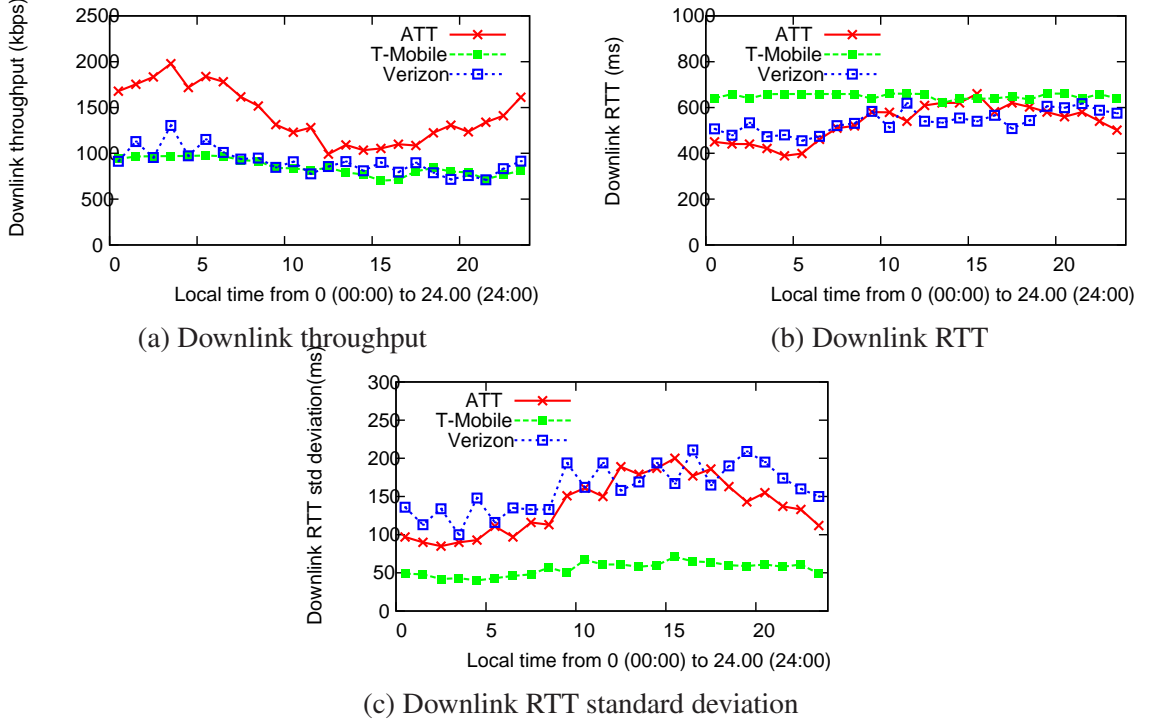 Downlink throughput (kbps)
2500
2000
1500
1000
500
0
ATT
T-Mobile
Verizon
0 5 10 15 20
Local time from 0 (00:00) to 24.00 (24:00)
(a) Downlink throughput
Downlink RTT (ms)
1000
800
600
400
200
0
ATT
T-Mobile
Verizon
0 5 10 15 20
Local time from 0 (00:00) to 24.00 (24:00)
(b) Downlink RTT
Downlink RTT std deviation(ms)
300
250
200
150
100
50
0
ATT
T-Mobile
Verizon
0 5 10 15 20
Local time from 0 (00:00) to 24.00 (24:00)
(c) Downlink RTT standard deviation